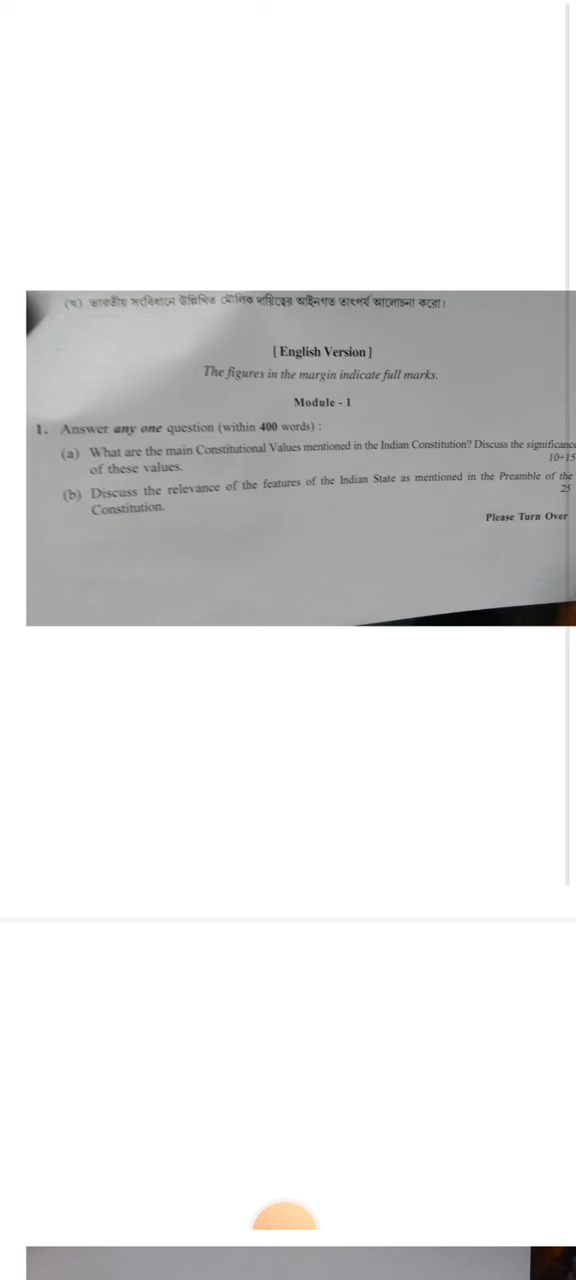 (খ) ভারতীয় সংবিধানে উল্লিখিত মৌলিক দায়িত্বের আইনগত তাৎপর্য আলোচনা করো।
[ English Version ]
The figures in the margin indicate full marks.
Module - 1
1. Answer any one question (within 400 words) :
(a) What are the main Constitutional Values mentioned in the Indian Constitution? Discuss the significance
of these values. 10+15
(b) Discuss the relevance of the features of the Indian State as mentioned in the Preamble of the
Constitution. 25
Please Turn Over